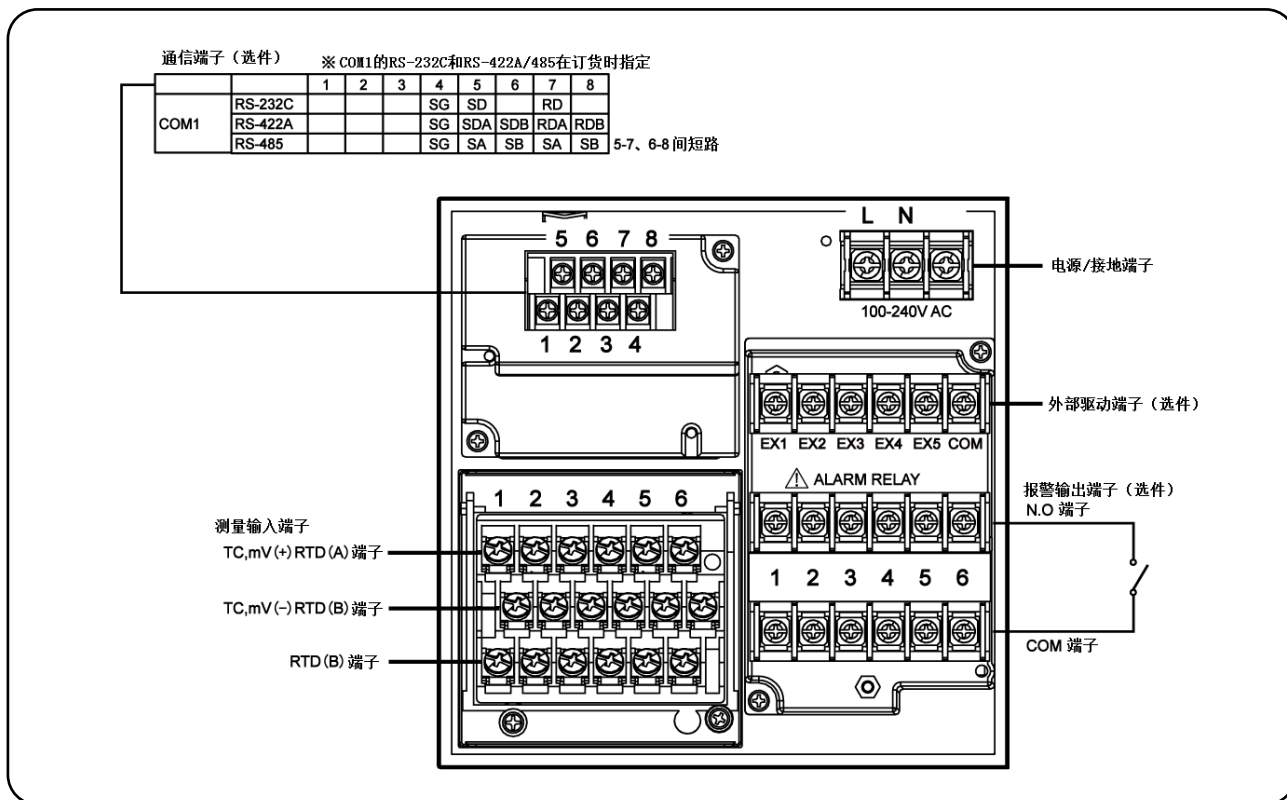 通信端子（选件） ※ COM1的RS-232C和RS-422A/485在订货时指定
1 2 3 4 5 6 7 8
COM1
RS-232C SG SD RD
RS-422A SG SDA SDB RDA RDB
RS-485 SG SA SB SA SB 5-7、6-8 间短路
L N
电源/接地端子
100-240V AC
5 6 7 8
1 2 3 4
外部驱动端子（选件）
EX1 EX2 EX3 EX4 EX5 COM
⚠ ALARM RELAY
报警输出端子（选件）
N.O 端子
1 2 3 4 5 6
COM 端子
1 2 3 4 5 6
测量输入端子
TC,mV(+)RTD(A)端子
TC,mV(-)RTD(B)端子
RTD(B)端子